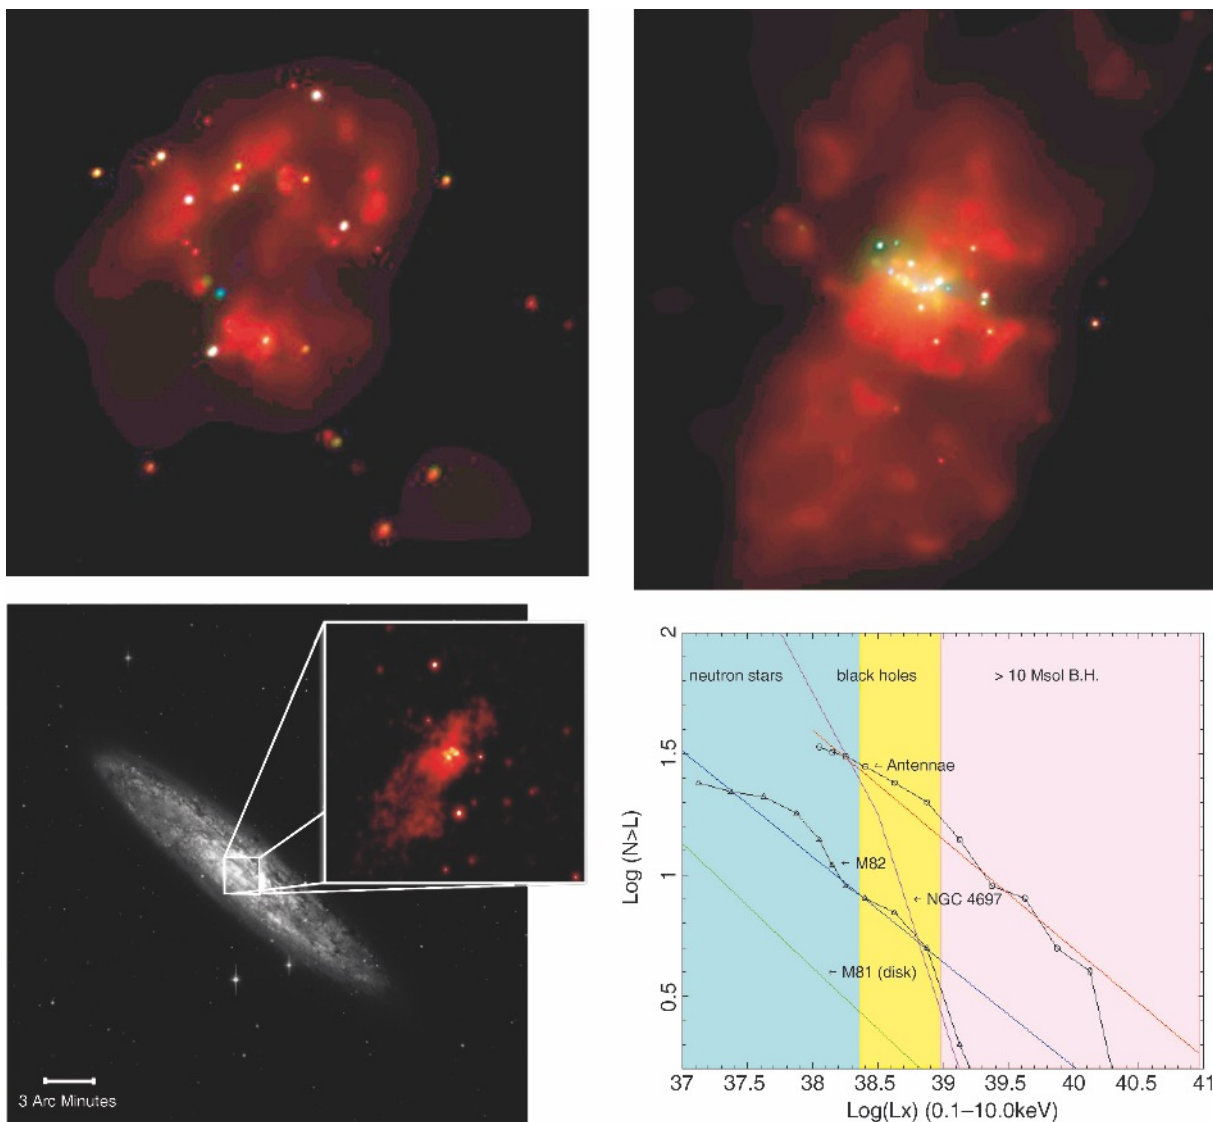 3 Arc Minutes
2
1.5
1
0.5
Log (N>L)
neutron stars
black holes
> 10 Msol B.H.
← Antennae
← M82
← NGC 4697
← M81 (disk)
37 37.5 38 38.5 39 39.5 40 40.5 41
Log(Lx) (0.1–10.0keV)